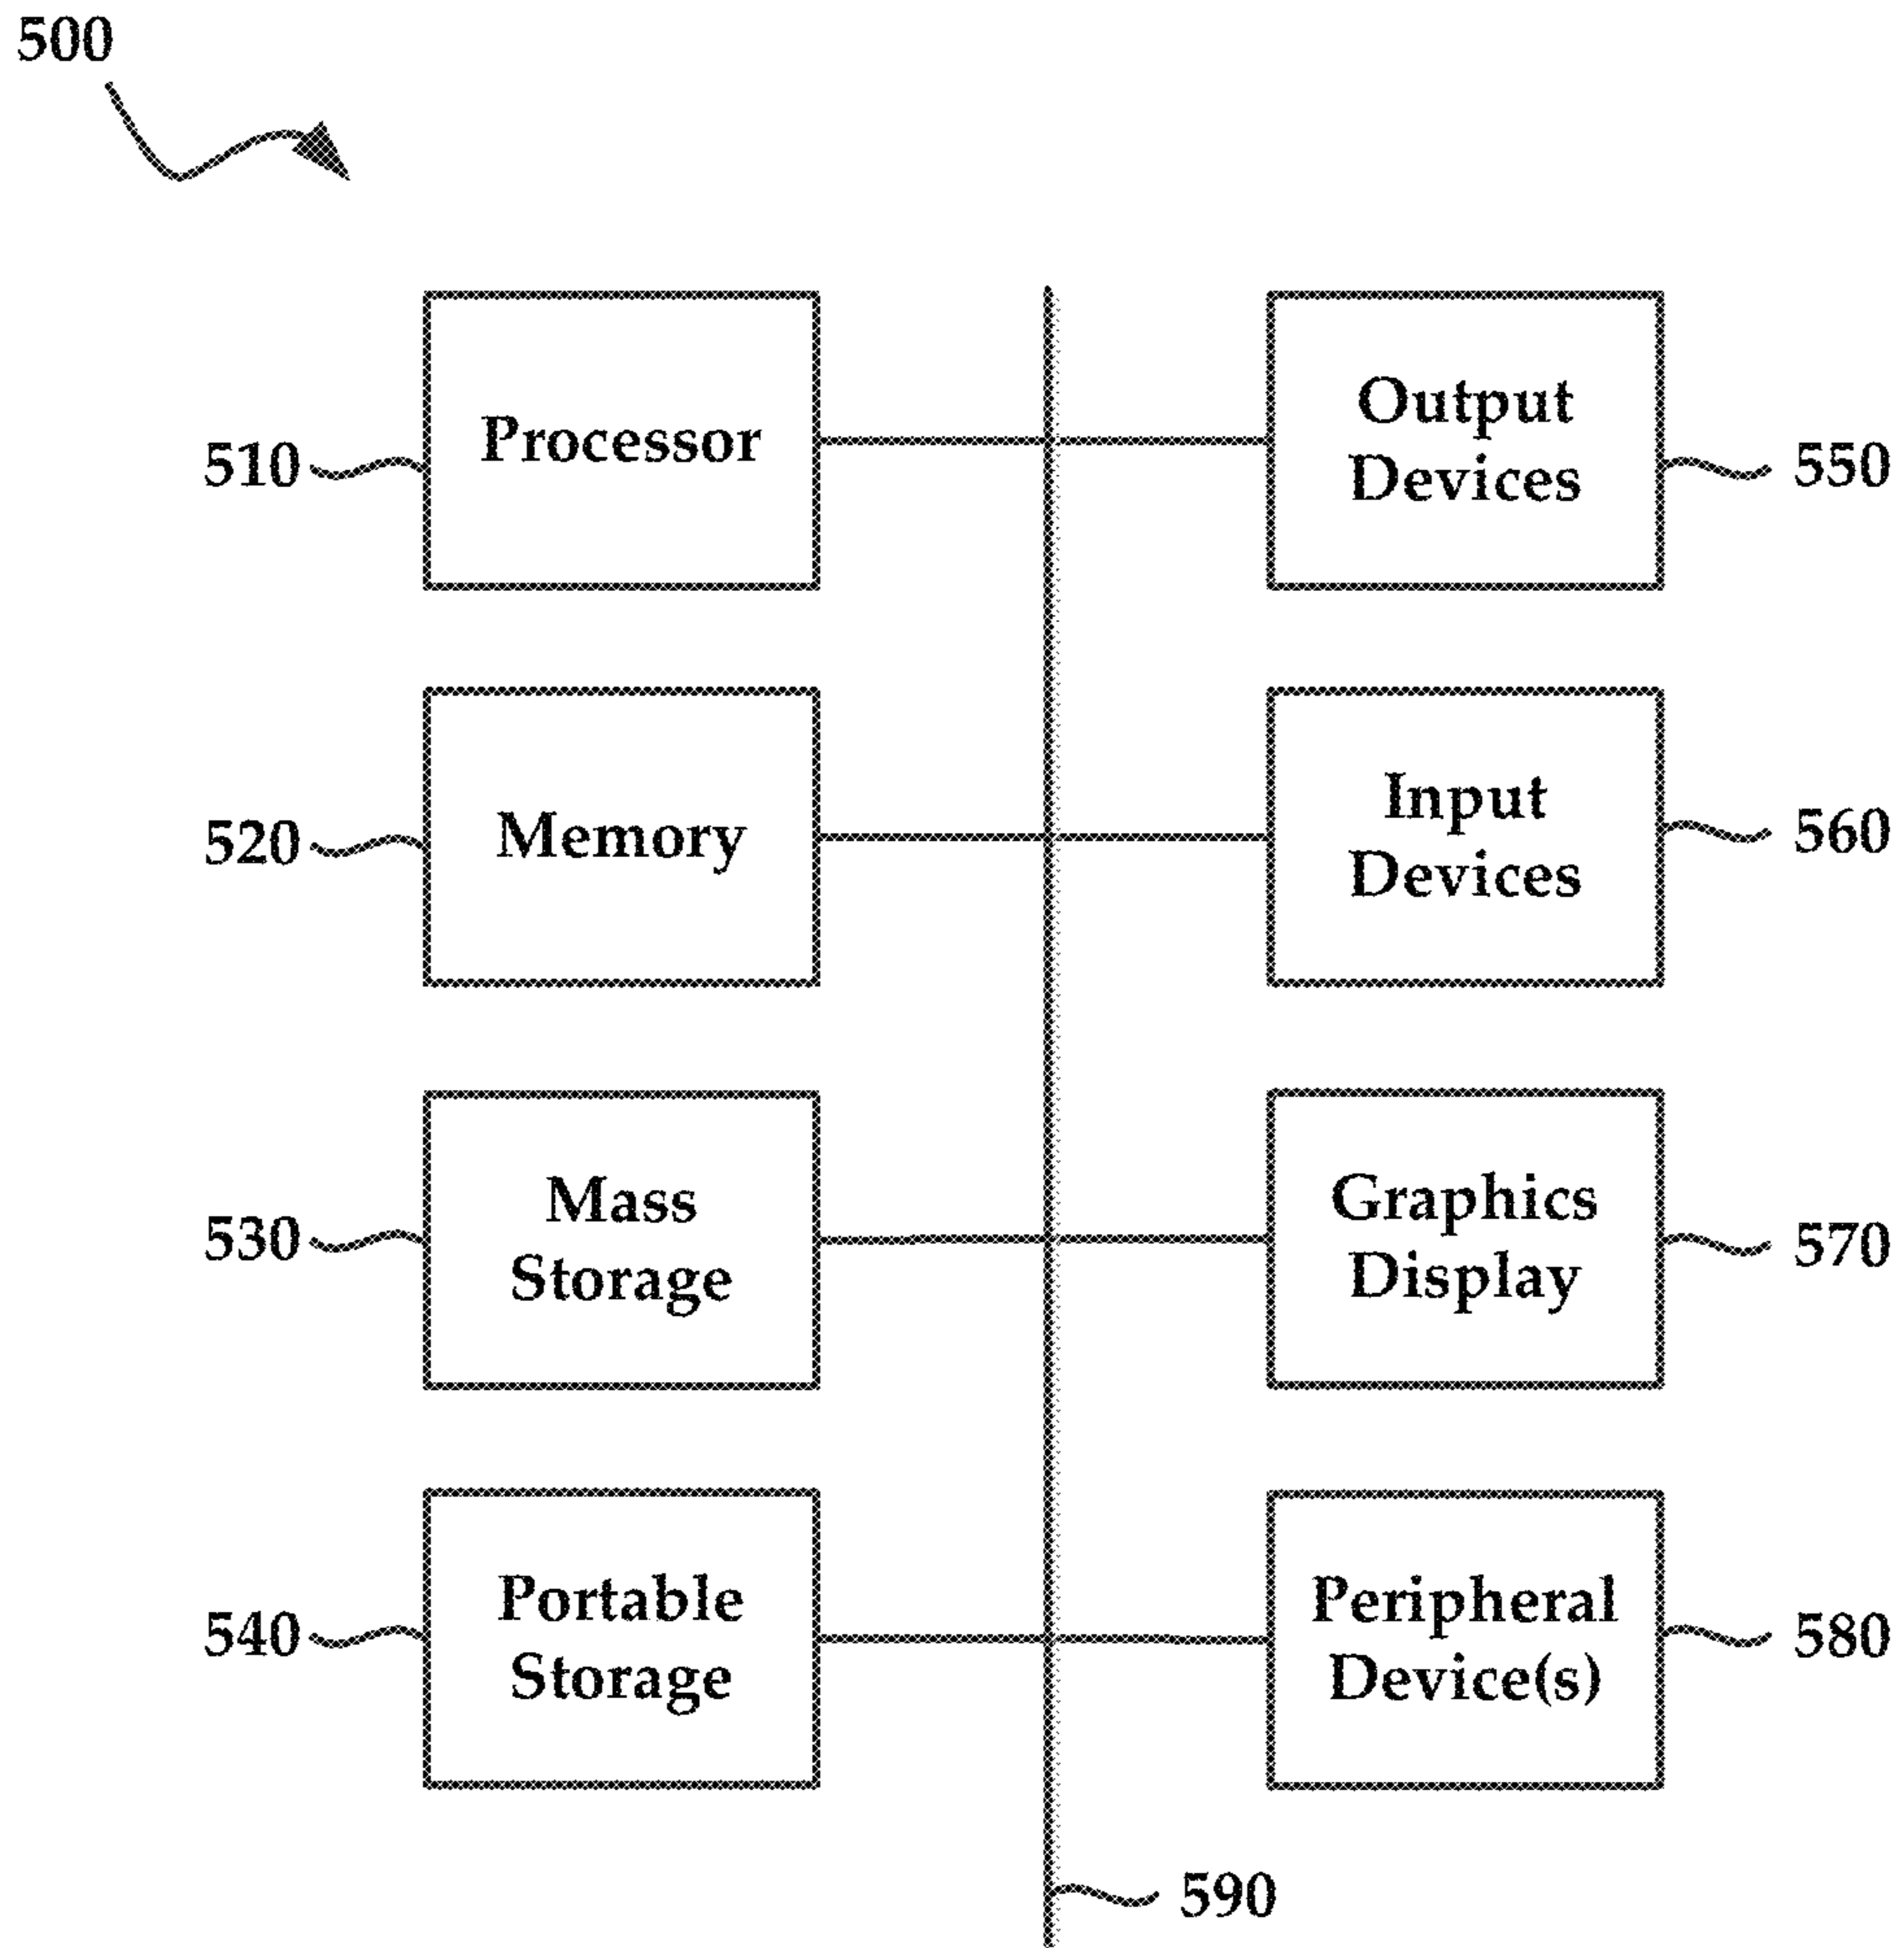 500
510
Processor
Output
Devices
550
520
Memory
Input
Devices
560
530
Mass
Storage
Graphics
Display
570
540
Portable
Storage
Peripheral
Device(s)
580
590